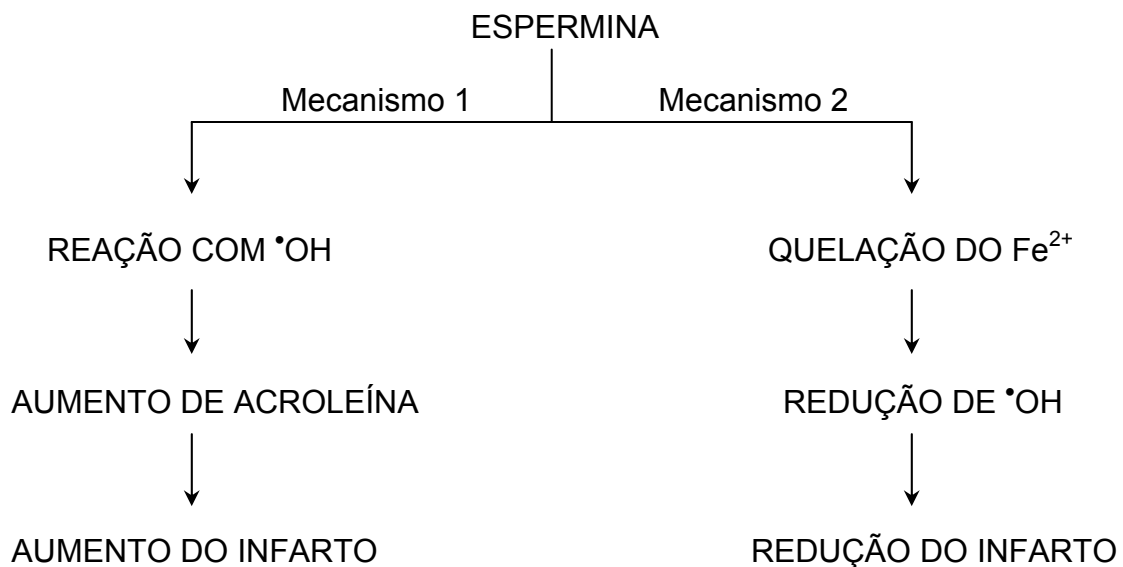 ESPERMINA
Mecanismo 1 Mecanismo 2
REAÇÃO COM •OH QUELAÇÃO DO Fe²⁺
AUMENTO DE ACROLEÍNA REDUÇÃO DE •OH
AUMENTO DO INFARTO REDUÇÃO DO INFARTO